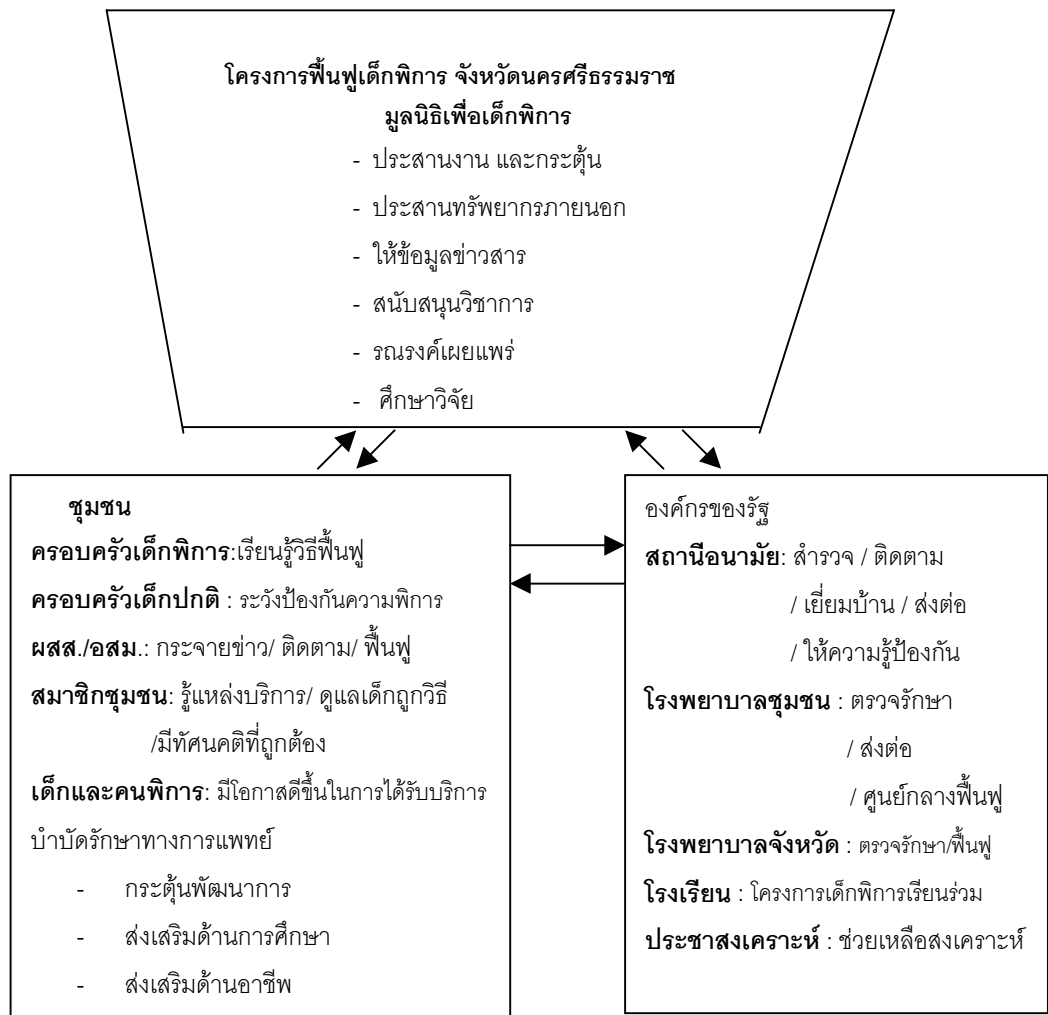 โครงการฟื้นฟูเด็กพิการ จังหวัดนครศรีธรรมราช
มูลนิธิเพื่อเด็กพิการ
- ประสานงาน และกระตุ้น
- ประสานทรัพยากรภายนอก
- ให้ข้อมูลข่าวสาร
- สนับสนุนวิชาการ
- รณรงค์เผยแพร่
- ศึกษาวิจัย
ชุมชน
ครอบครัวเด็กพิการ:เรียนรู้วิธีฟื้นฟู
ครอบครัวเด็กปกติ : ระวังป้องกันความพิการ
ผสส./อสม.: กระจายข่าว/ ติดตาม/ ฟื้นฟู
สมาชิกชุมชน: รู้แหล่งบริการ/ ดูแลเด็กถูกวิธี
/มีทัศนคติที่ถูกต้อง
เด็กและคนพิการ: มีโอกาสดีขึ้นในการได้รับบริการ
บำบัดรักษาทางการแพทย์
- กระตุ้นพัฒนาการ
- ส่งเสริมด้านการศึกษา
- ส่งเสริมด้านอาชีพ
องค์กรของรัฐ
สถานีอนามัย: สำรวจ / ติดตาม
/ เยี่ยมบ้าน / ส่งต่อ
/ ให้ความรู้ป้องกัน
โรงพยาบาลชุมชน : ตรวจรักษา
/ ส่งต่อ
/ ศูนย์กลางฟื้นฟู
โรงพยาบาลจังหวัด : ตรวจรักษา/ฟื้นฟู
โรงเรียน : โครงการเด็กพิการเรียนร่วม
ประชาสงเคราะห์ : ช่วยเหลือสงเคราะห์